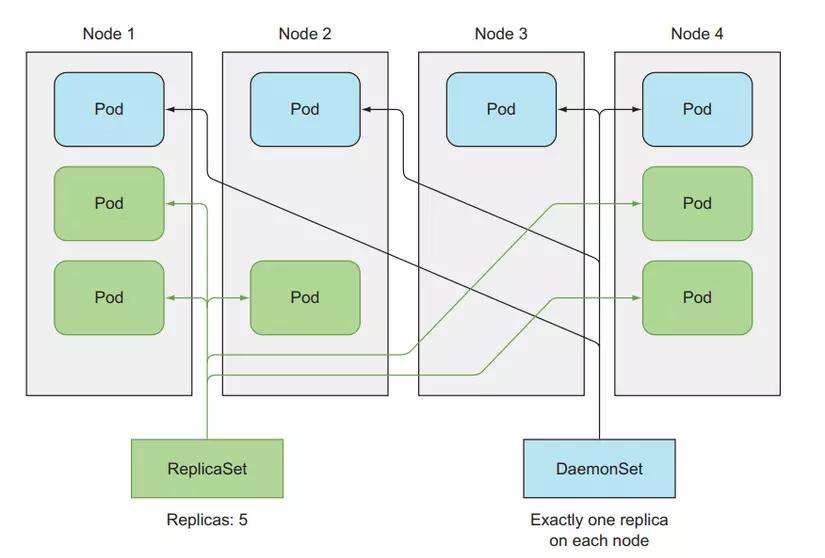 Node 1
Node 2
Node 3
Node 4
Pod
Pod
Pod
Pod
Pod
Pod
Pod
Pod
Pod
ReplicaSet
DaemonSet
Replicas: 5
Exactly one replica
on each node